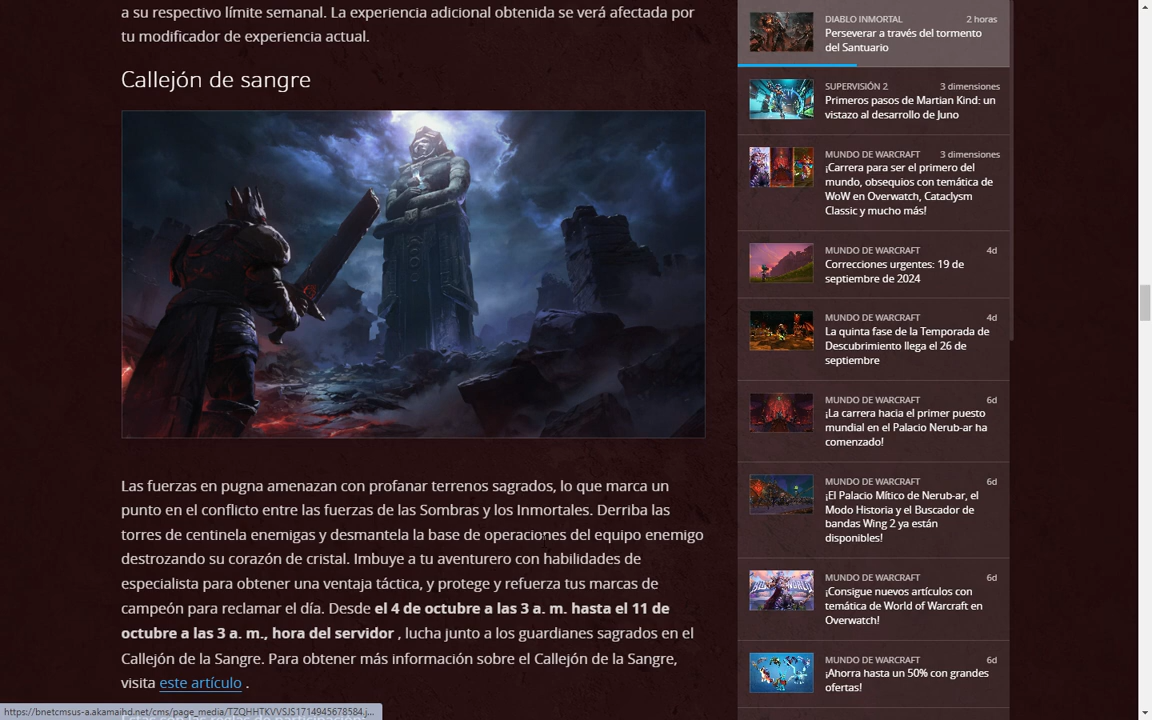 a su respectivo límite semanal. La experiencia adicional obtenida se verá afectada por
tu modificador de experiencia actual.
Callejón de sangre
Las fuerzas en pugna amenazan con profanar terrenos sagrados, lo que marca un
punto en el conflicto entre las fuerzas de las Sombras y los Inmortales. Derriba las
torres de centinela enemigas y desmantela la base de operaciones del equipo enemigo
destrozando su corazón de cristal. Imbuye a tu aventurero con habilidades de
especialista para obtener una ventaja táctica, y protege y refuerza tus marcas de
campeón para reclamar el día. Desde el 4 de octubre a las 3 a. m. hasta el 11 de
octubre a las 3 a. m., hora del servidor , lucha junto a los guardianes sagrados en el
Callejón de la Sangre. Para obtener más información sobre el Callejón de la Sangre,
visita este artículo .
https://bnetcmsus-a.akamaihd.net/cms/page_media/TZQHHTKVVSJS1714945678584.j...
DIABLO INMORTAL 2 horas
Perseverar a través del tormento
del Santuario
SUPERVISIÓN 2 3 dimensiones
Primeros pasos de Martian Kind: un
vistazo al desarrollo de Juno
MUNDO DE WARCRAFT 3 dimensiones
¡Carrera para ser el primero del
mundo, obsequios con temática de
WoW en Overwatch, Cataclysm
Classic y mucho más!
MUNDO DE WARCRAFT 4d
Correcciones urgentes: 19 de
septiembre de 2024
MUNDO DE WARCRAFT 4d
La quinta fase de la Temporada de
Descubrimiento llega el 26 de
septiembre
MUNDO DE WARCRAFT 6d
¡La carrera hacia el primer puesto
mundial en el Palacio Nerub-ar ha
comenzado!
MUNDO DE WARCRAFT 6d
¡El Palacio Mítico de Nerub-ar, el
Modo Historia y el Buscador de
bandas Wing 2 ya están
disponibles!
MUNDO DE WARCRAFT 6d
¡Consigue nuevos artículos con
temática de World of Warcraft en
Overwatch!
MUNDO DE WARCRAFT 6d
¡Ahorra hasta un 50% con grandes
ofertas!